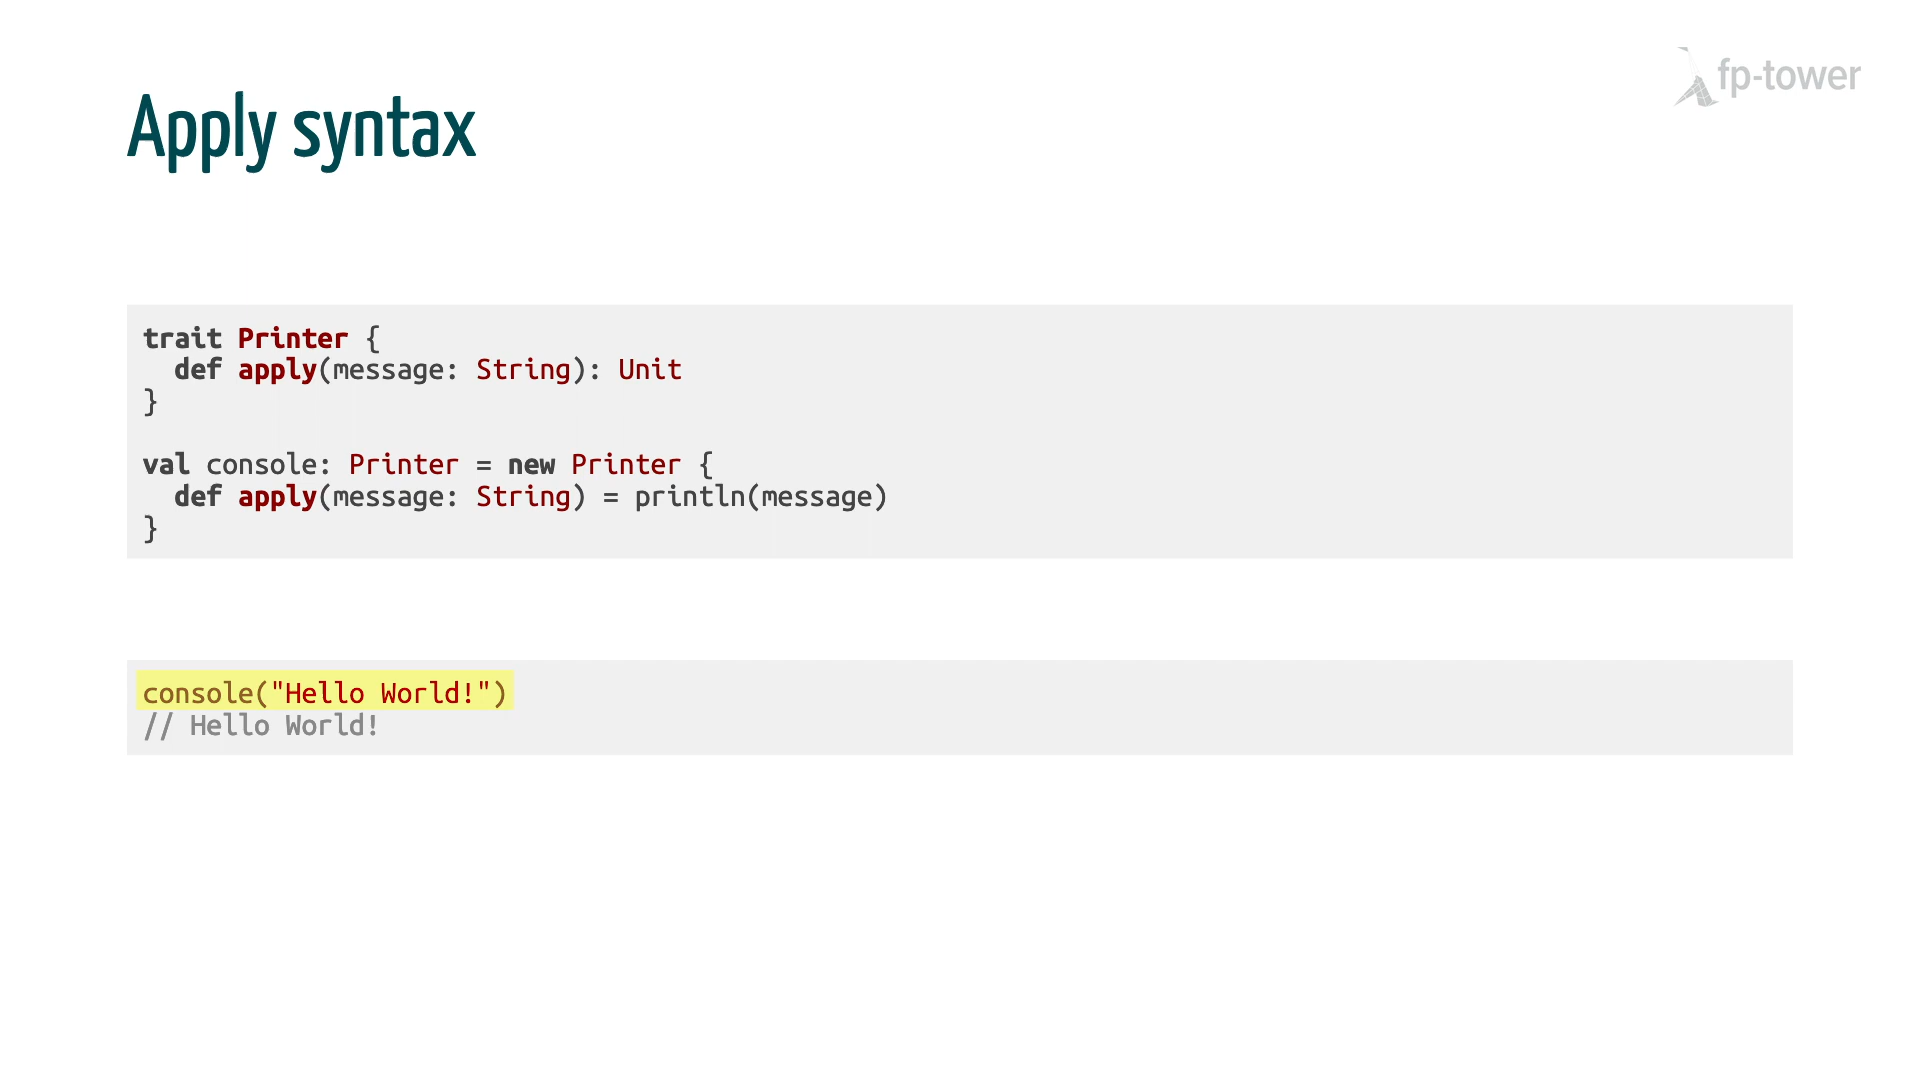 fp-tower
Apply syntax
trait Printer {
  def apply(message: String): Unit
}
val console: Printer = new Printer {
  def apply(message: String) = println(message)
}
console("Hello World!")
// Hello World!